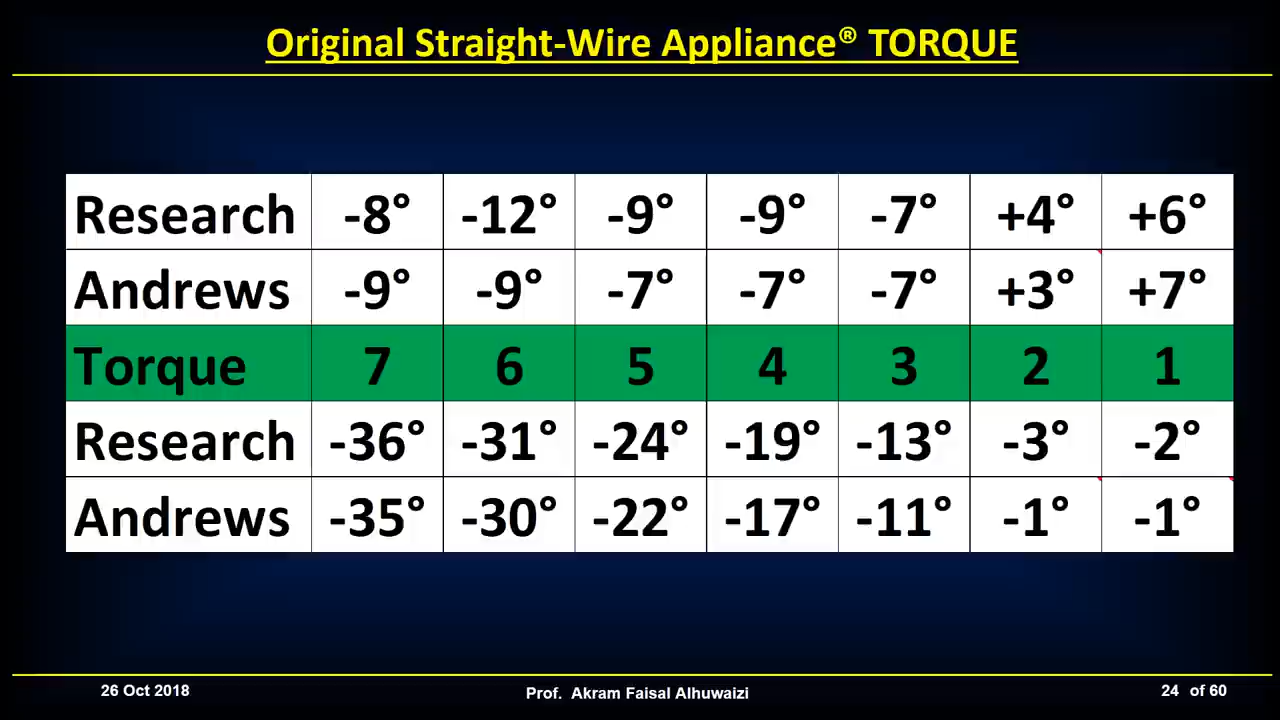 Original Straight-Wire Appliance® TORQUE
Research -8° -12° -9° -9° -7° +4° +6°
Andrews -9° -9° -7° -7° -7° +3° +7°
Torque 7 6 5 4 3 2 1
Research -36° -31° -24° -19° -13° -3° -2°
Andrews -35° -30° -22° -17° -11° -1° -1°
26 Oct 2018 Prof. Akram Faisal Alhuwaizi 24 of 60